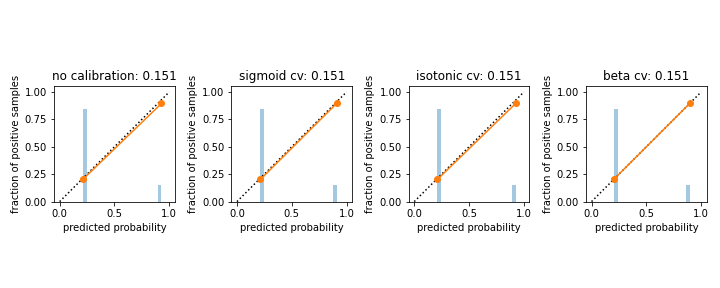 no calibration: 0.151
fraction of positive samples
1.00
0.75
0.50
0.25
0.00
0.0
0.5
1.0
predicted probability
sigmoid cv: 0.151
fraction of positive samples
1.00
0.75
0.50
0.25
0.00
0.0
0.5
1.0
predicted probability
isotonic cv: 0.151
fraction of positive samples
1.00
0.75
0.50
0.25
0.00
0.0
0.5
1.0
predicted probability
beta cv: 0.151
fraction of positive samples
1.00
0.75
0.50
0.25
0.00
0.0
0.5
1.0
predicted probability